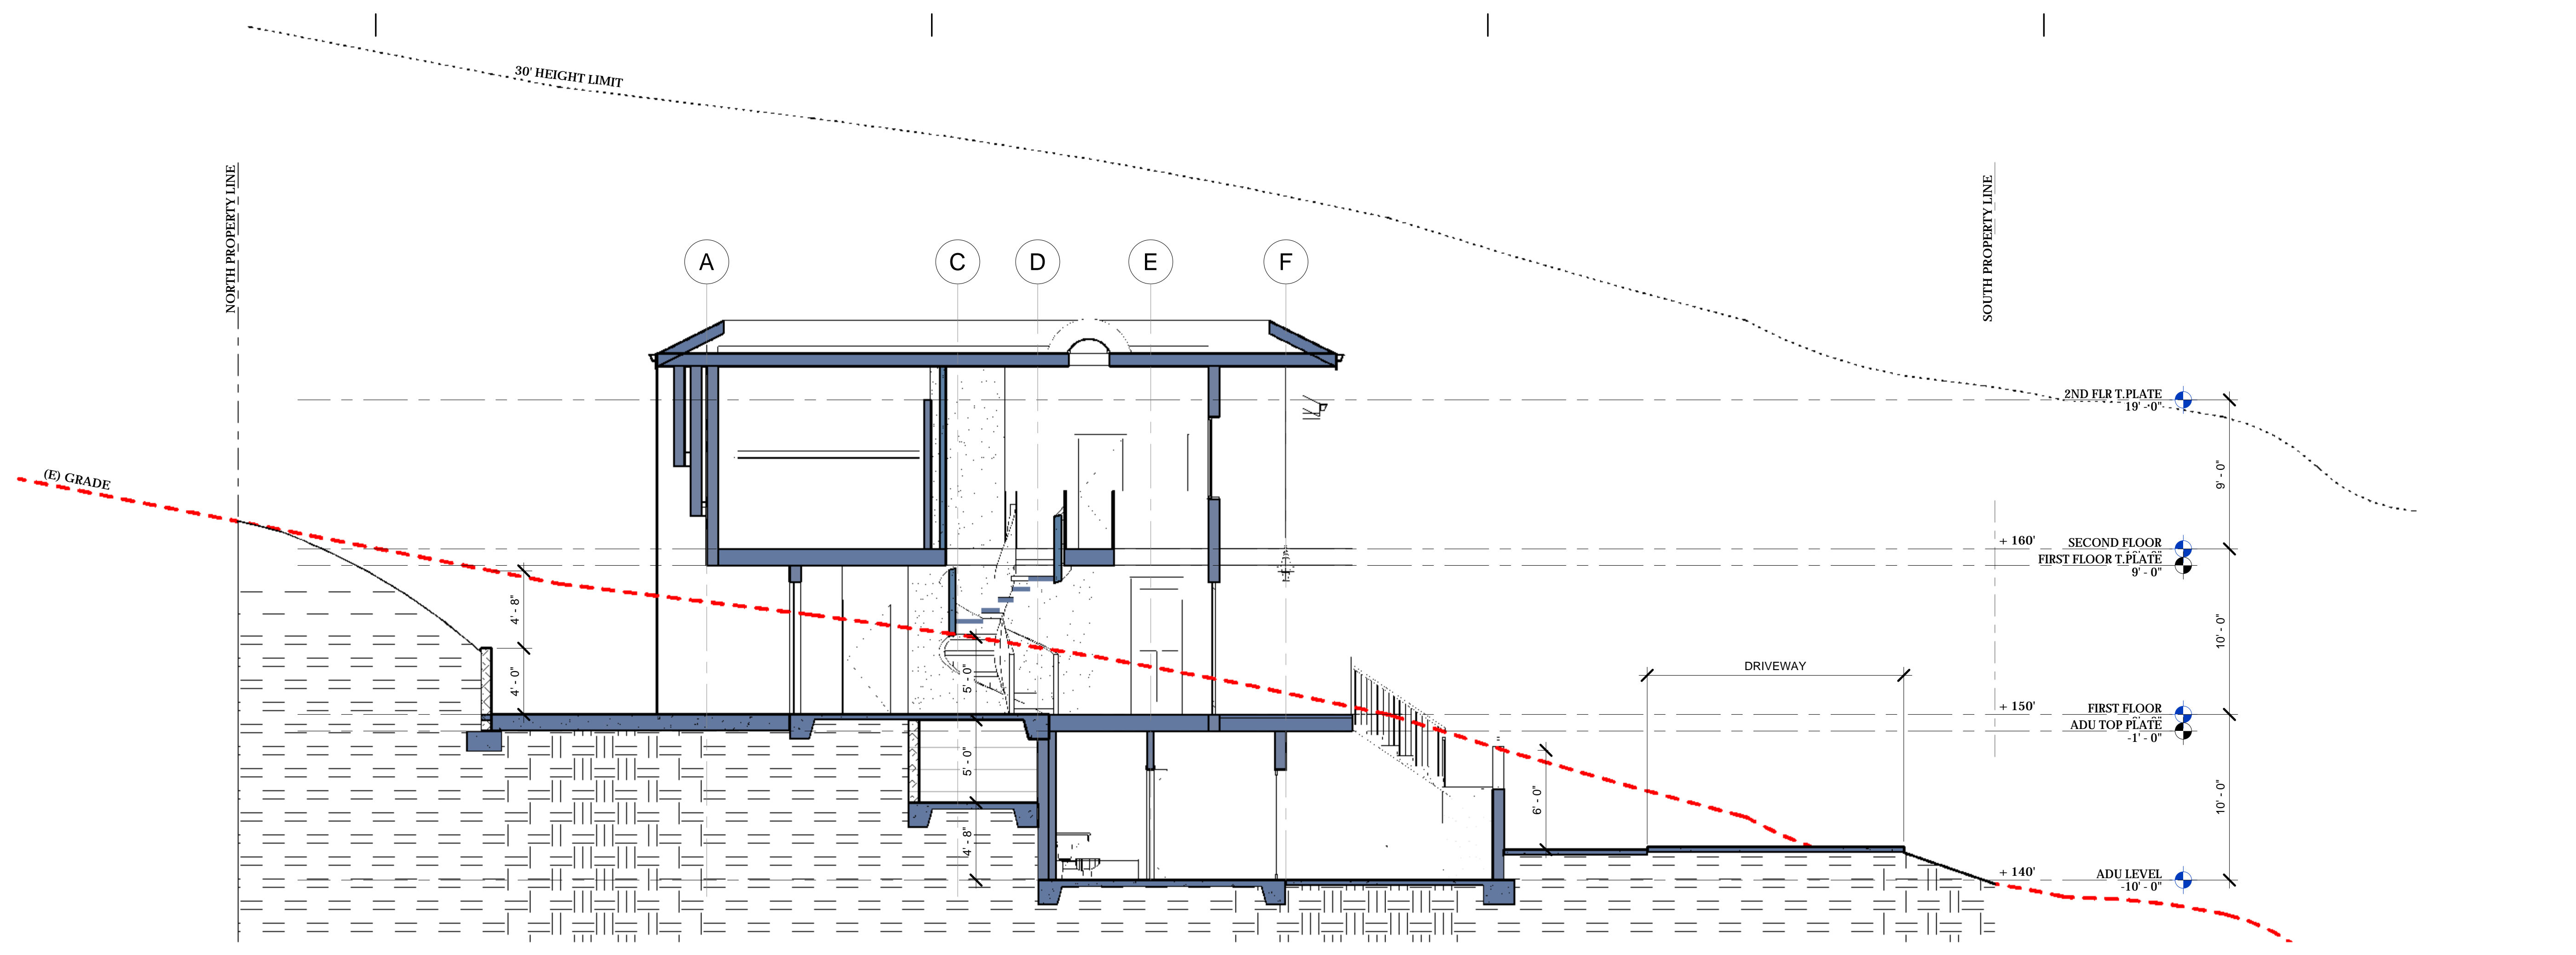 30' HEIGHT LIMIT
NORTH PROPERTY LINE
SOUTH PROPERTY LINE
A
C
D
E
F
2ND FLR T.PLATE
19' - 0"
(E) GRADE
9' - 0"
+ 160'
SECOND FLOOR
FIRST FLOOR T.PLATE
9' - 0"
4' - 8"
10' - 0"
4' - 0"
5' - 0"
DRIVEWAY
+ 150'
FIRST FLOOR
ADU TOP PLATE
-1' - 0"
5' - 0"
6' - 0"
10' - 0"
4' - 8"
+ 140'
ADU LEVEL
-10' - 0"